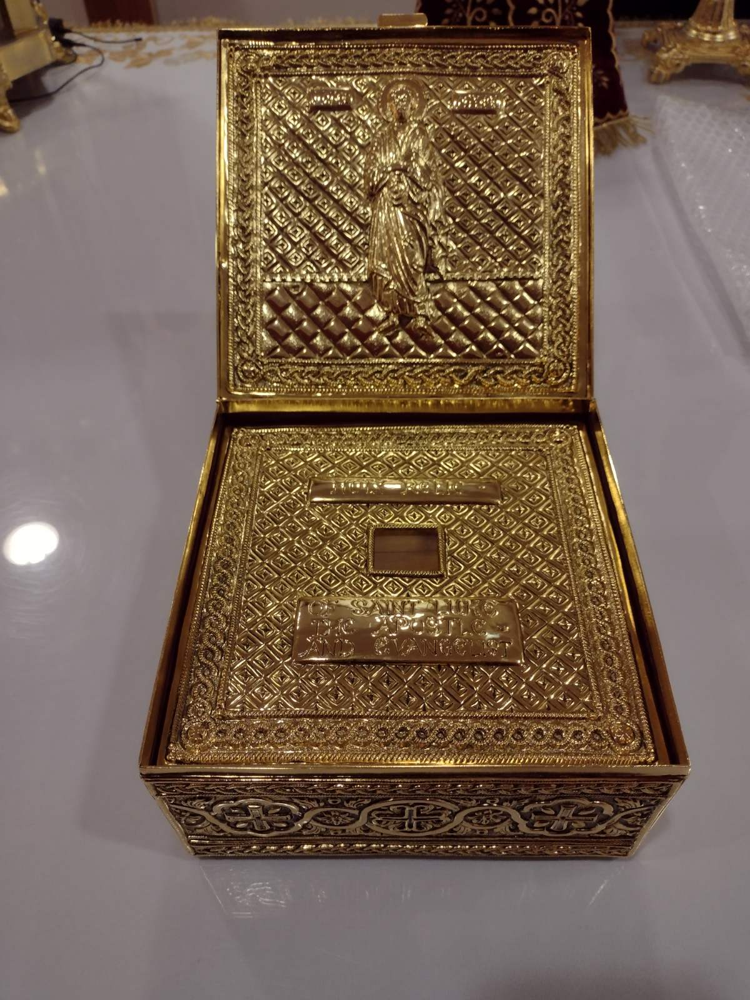 HOLY RELIC
OF SAINT LUKE
THE APOSTLE
AND EVANGELIST